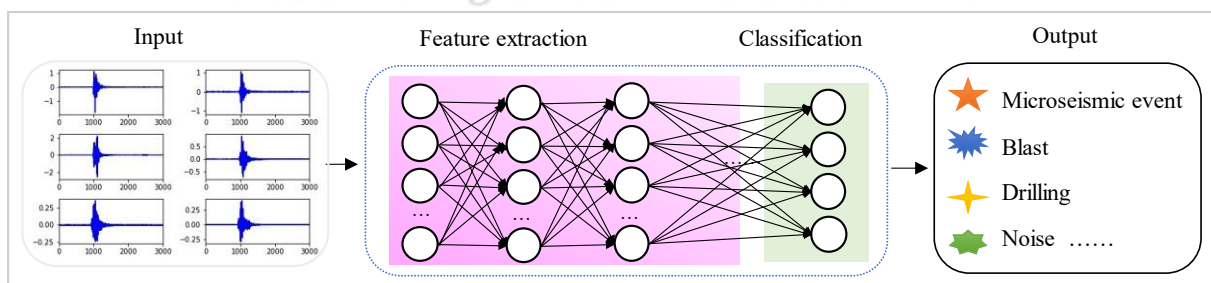 Input
Feature extraction
Classification
Output
1
0
−1
0 1000 2000 3000
1
0
−1
0 1000 2000 3000
2
0
−2
0 1000 2000 3000
0.5
0.0
−0.5
0 1000 2000 3000
0.25
0.00
−0.25
0 1000 2000 3000
0.25
0.00
−0.25
0 1000 2000 3000
...
...
...
......
Microseismic event
Blast
Drilling
Noise ……